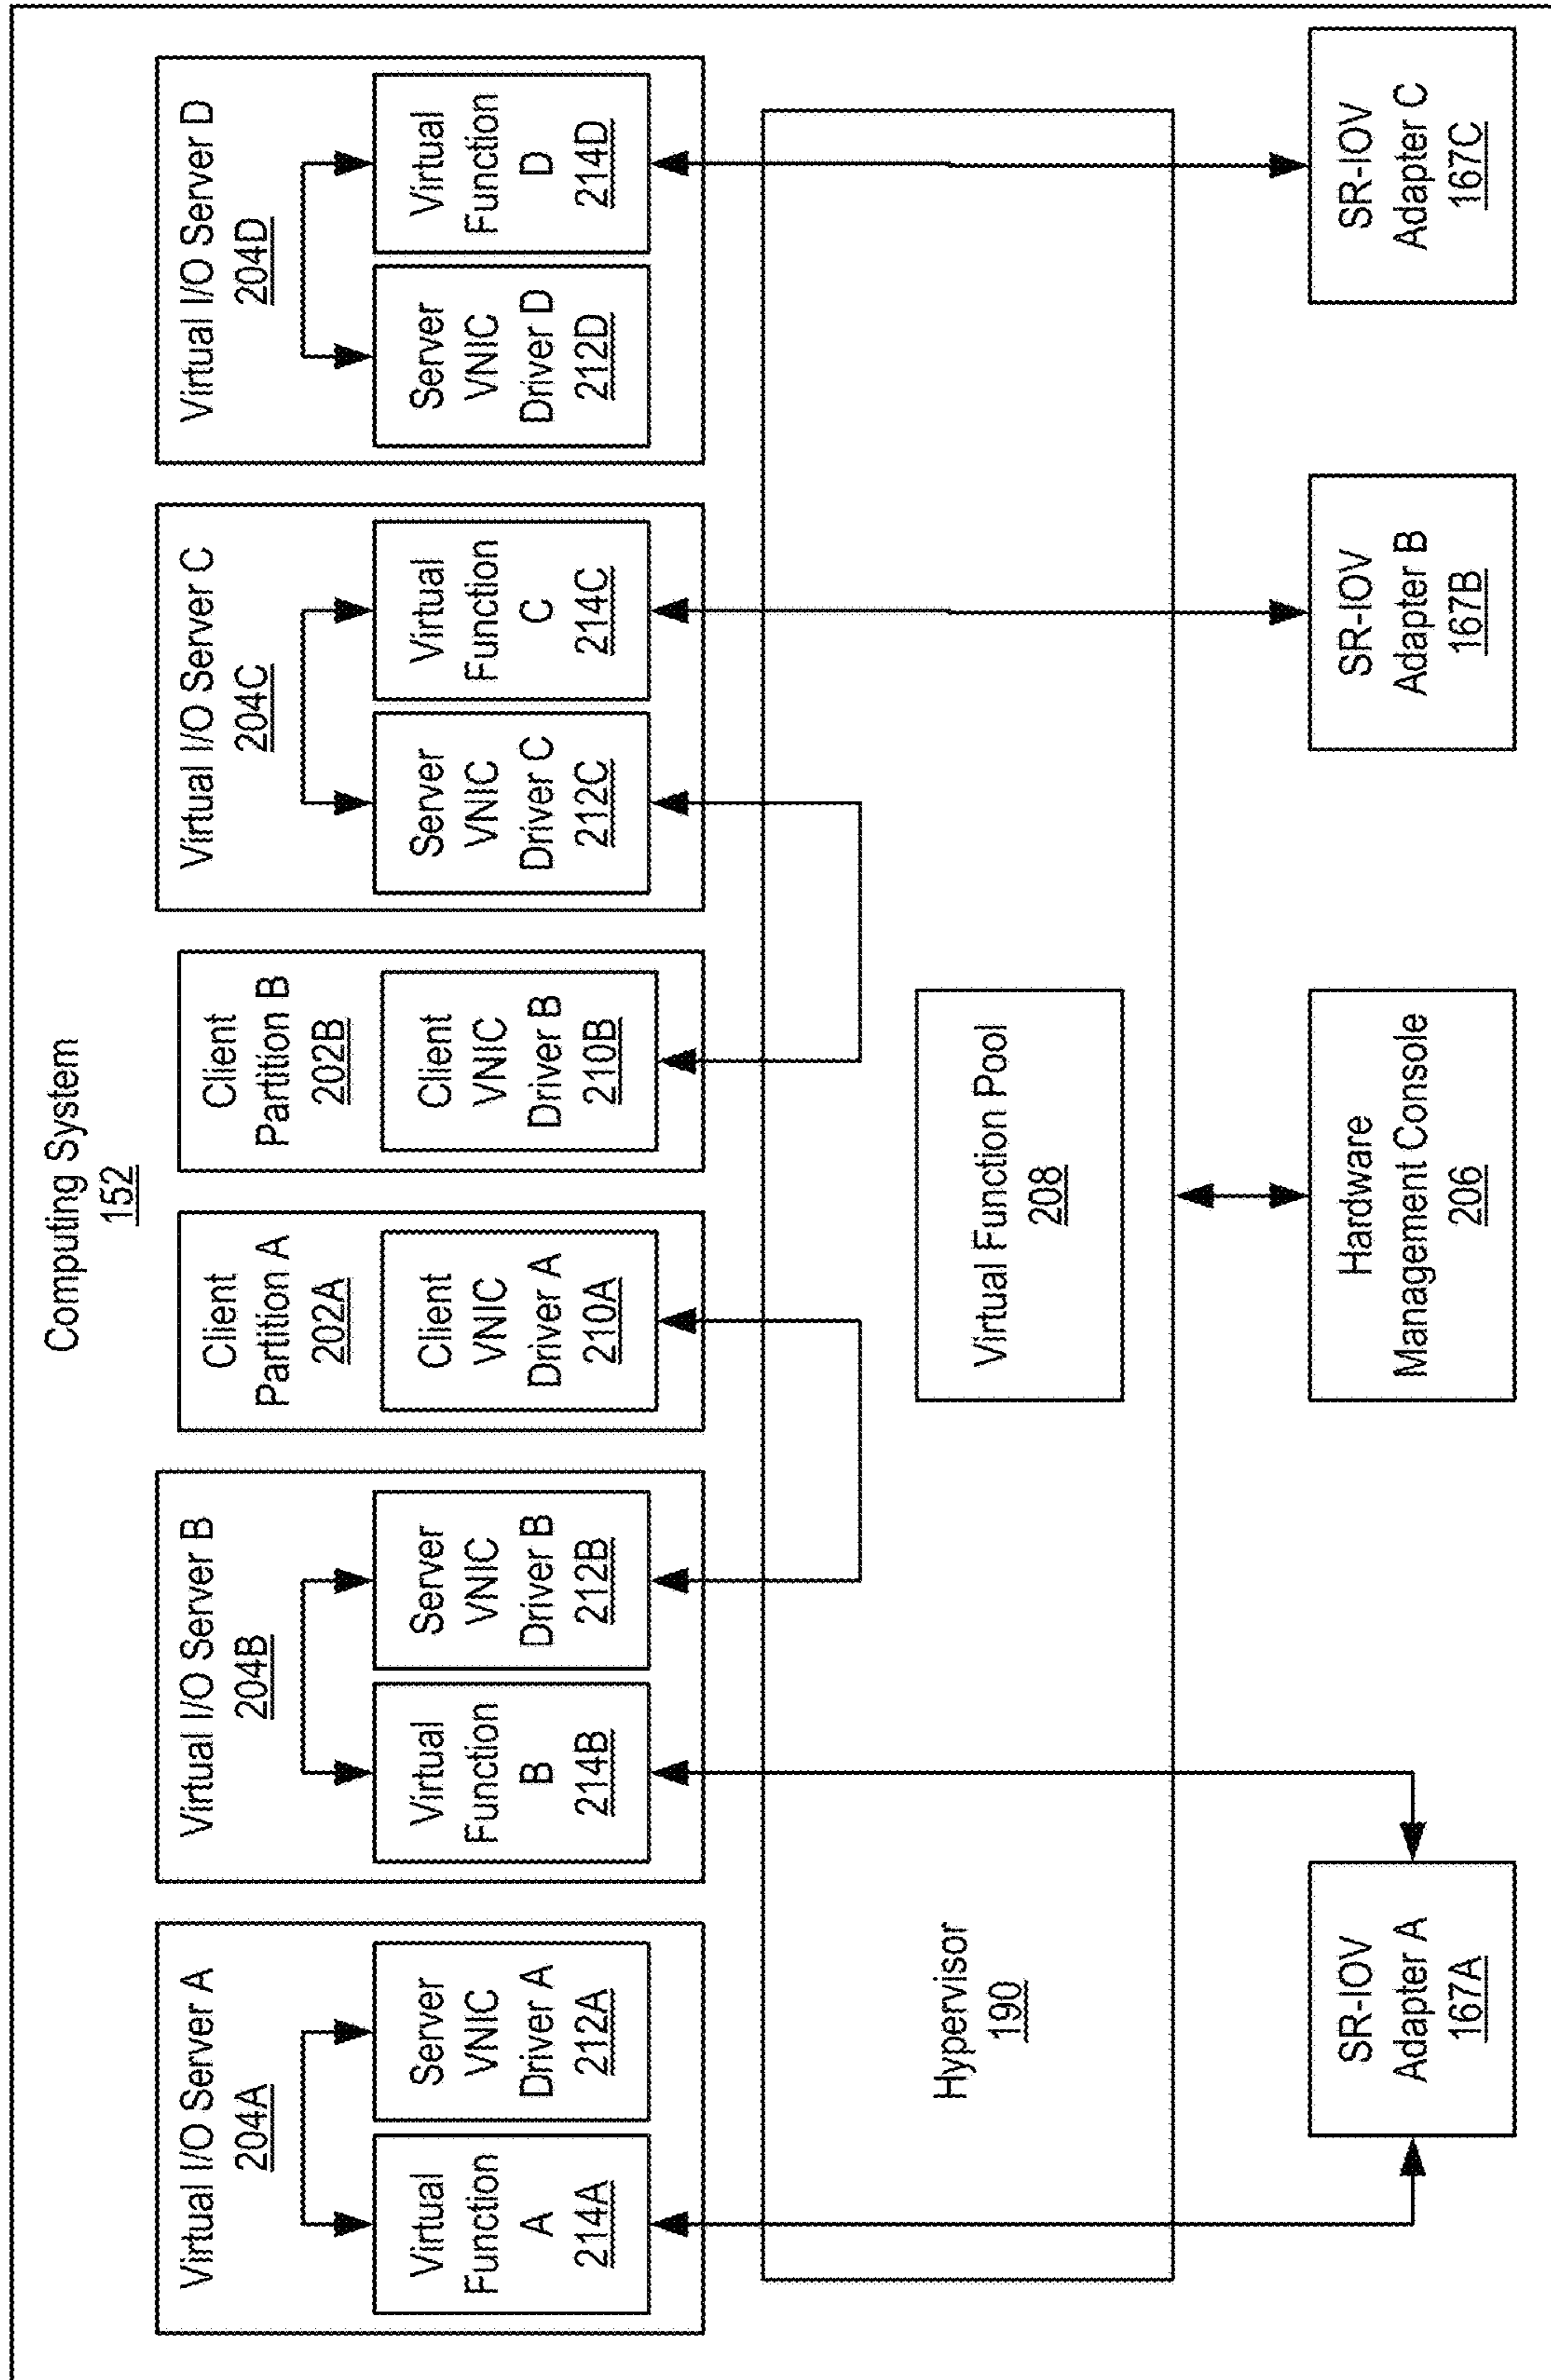 Computing System
152
Virtual I/O Server A
204A
Virtual
Function
A
214A
Server
VNIC
Driver A
212A
Virtual I/O Server B
204B
Virtual
Function
B
214B
Server
VNIC
Driver B
212B
Client
Partition A
202A
Client
VNIC
Driver A
210A
Client
Partition B
202B
Client
VNIC
Driver B
210B
Virtual I/O Server C
204C
Server
VNIC
Driver C
212C
Virtual
Function
C
214C
Virtual I/O Server D
204D
Server
VNIC
Driver D
212D
Virtual
Function
D
214D
Hypervisor
190
Virtual Function Pool
208
SR-IOV
Adapter A
167A
Hardware
Management Console
206
SR-IOV
Adapter B
167B
SR-IOV
Adapter C
167C